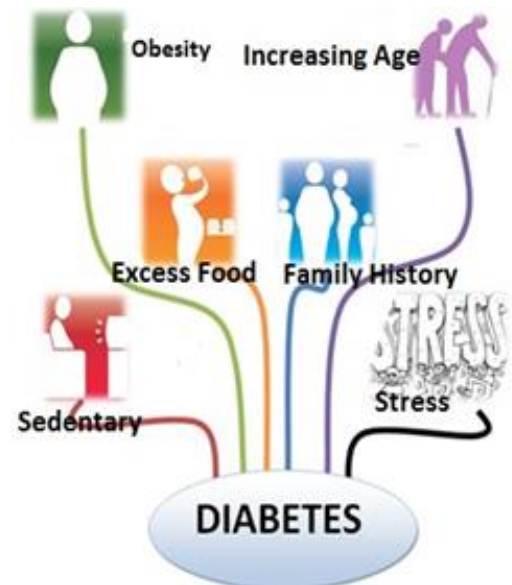 Obesity
Increasing Age
Excess Food
Family History
STRESS
Sedentary
Stress
DIABETES